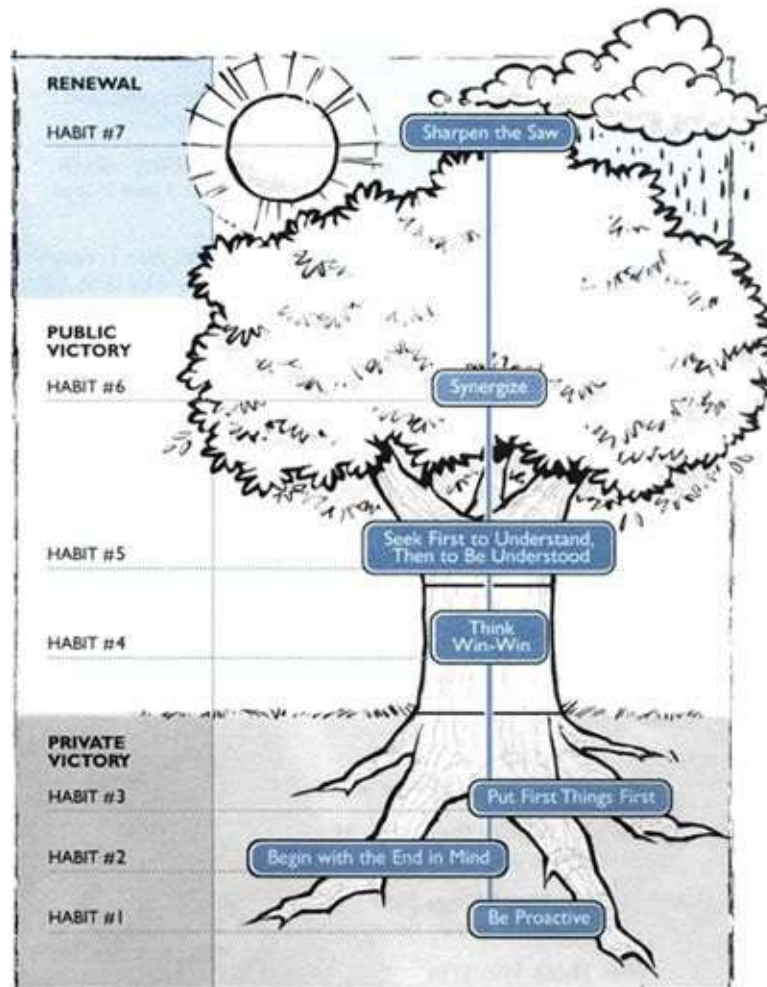 RENEWAL
HABIT #7
Sharpen the Saw
PUBLIC
VICTORY
HABIT #6
Synergize
HABIT #5
Seek First to Understand,
Then to Be Understood
HABIT #4
Think
Win-Win
PRIVATE
VICTORY
HABIT #3
Put First Things First
HABIT #2
Begin with the End in Mind
HABIT #1
Be Proactive